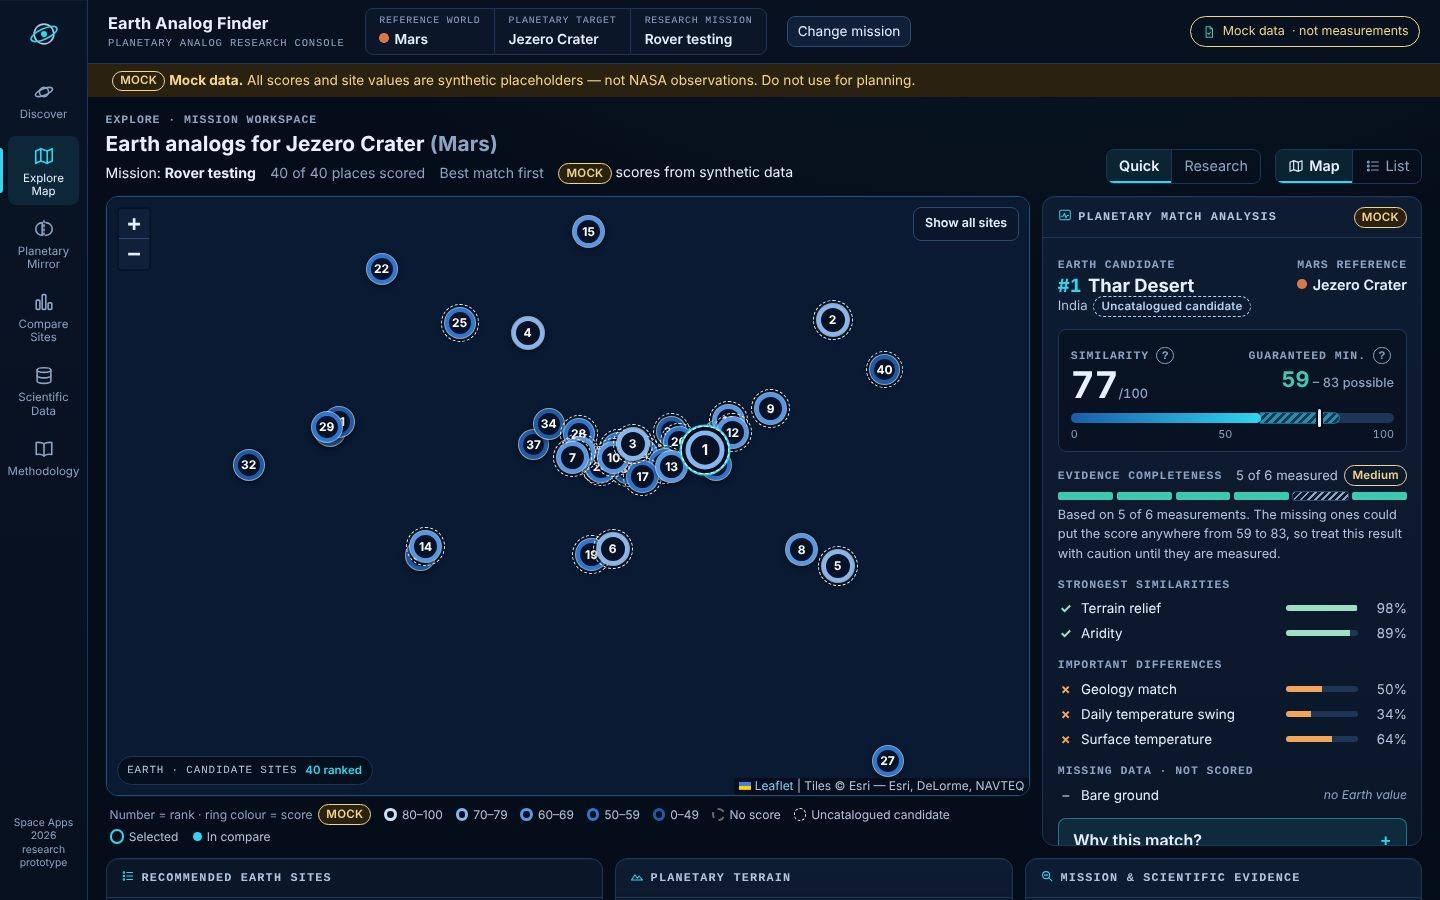 Earth Analog Finder
PLANETARY ANALOG RESEARCH CONSOLE
REFERENCE WORLD
Mars
PLANETARY TARGET
Jezero Crater
RESEARCH MISSION
Rover testing
Change mission
Mock data · not measurements
MOCK Mock data. All scores and site values are synthetic placeholders — not NASA observations. Do not use for planning.
Discover
Explore
Map
Planetary
Mirror
Compare
Sites
Scientific
Data
Methodology
Space Apps
2026
research
prototype
EXPLORE · MISSION WORKSPACE
Earth analogs for Jezero Crater (Mars)
Mission: Rover testing 40 of 40 places scored Best match first MOCK scores from synthetic data
Quick Research
Map List
+
−
Show all sites
15
22
25
4
2
40
9
12
34
28
37
7
10
3
13
1
17
29
32
14
19
6
8
5
27
EARTH · CANDIDATE SITES 40 ranked
Leaflet | Tiles © Esri — Esri, DeLorme, NAVTEQ
Number = rank · ring colour = score MOCK 80–100 70–79 60–69 50–59 0–49 No score Uncatalogued candidate
Selected In compare
PLANETARY MATCH ANALYSIS MOCK
EARTH CANDIDATE
#1 Thar Desert
India Uncatalogued candidate
MARS REFERENCE
Jezero Crater
SIMILARITY ?
77/100
GUARANTEED MIN. ?
59 – 83 possible
0 50 100
EVIDENCE COMPLETENESS 5 of 6 measured Medium
Based on 5 of 6 measurements. The missing ones could
put the score anywhere from 59 to 83, so treat this result
with caution until they are measured.
STRONGEST SIMILARITIES
Terrain relief 98%
Aridity 89%
IMPORTANT DIFFERENCES
Geology match 50%
Daily temperature swing 34%
Surface temperature 64%
MISSING DATA · NOT SCORED
– Bare ground no Earth value
Why this match? +
RECOMMENDED EARTH SITES
PLANETARY TERRAIN
MISSION & SCIENTIFIC EVIDENCE